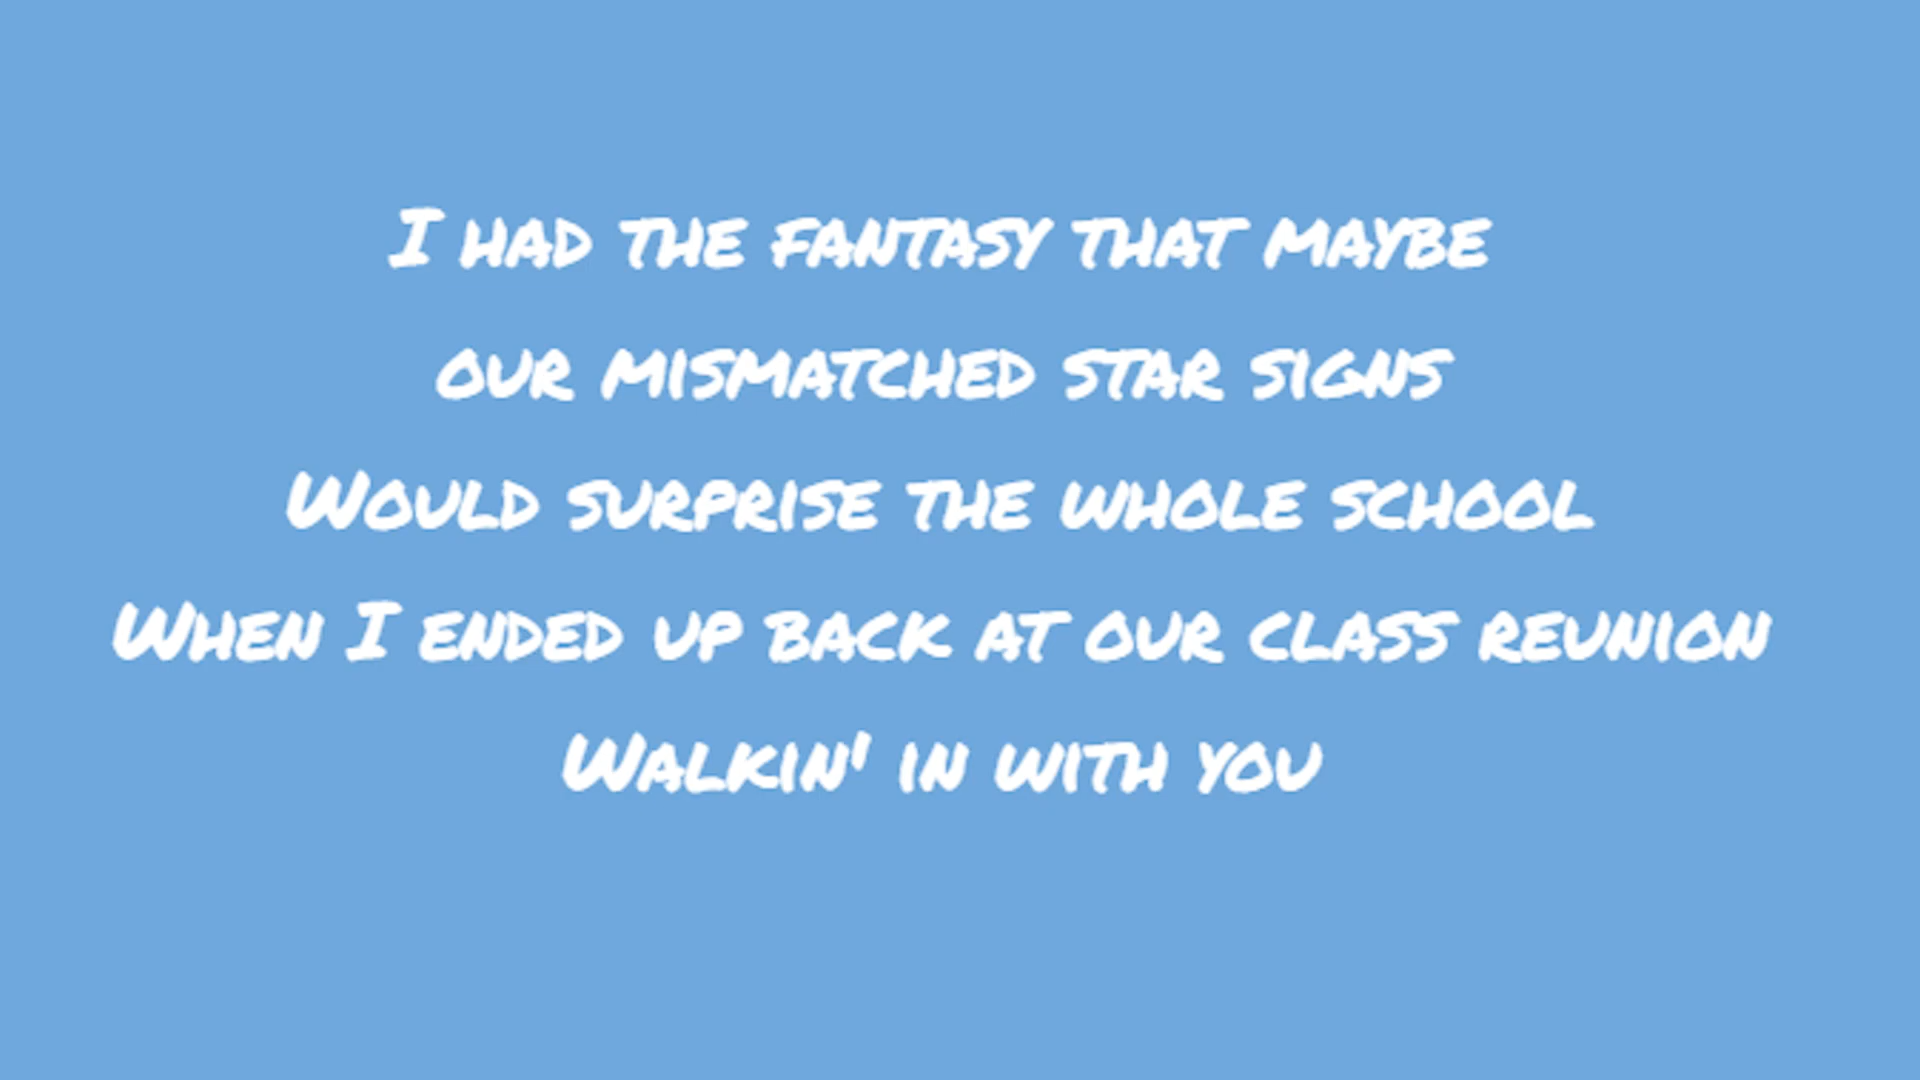 I had the fantasy that maybe
our mismatched star signs
Would surprise the whole school
When I ended up back at our class reunion
Walkin' in with you